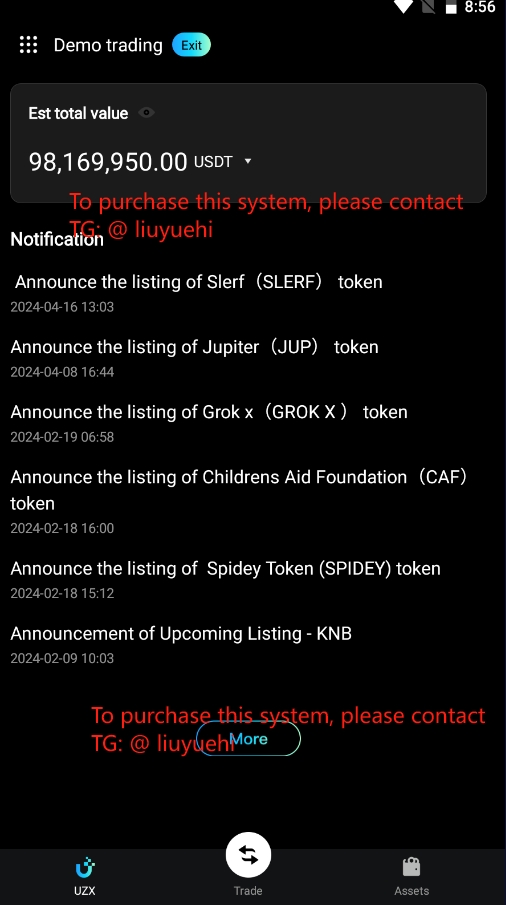 8:56
Demo trading Exit
Est total value
98,169,950.00 USDT
To purchase this system, please contact
TG: @ liuyuehi
Notification
Announce the listing of Slerf（SLERF） token
2024-04-16 13:03
Announce the listing of Jupiter（JUP） token
2024-04-08 16:44
Announce the listing of Grok x（GROK X ） token
2024-02-19 06:58
Announce the listing of Childrens Aid Foundation（CAF）
token
2024-02-18 16:00
Announce the listing of  Spidey Token (SPIDEY) token
2024-02-18 15:12
Announcement of Upcoming Listing - KNB
2024-02-09 10:03
To purchase this system, please contact
TG: @ liuyuehi
More
UZX Trade Assets